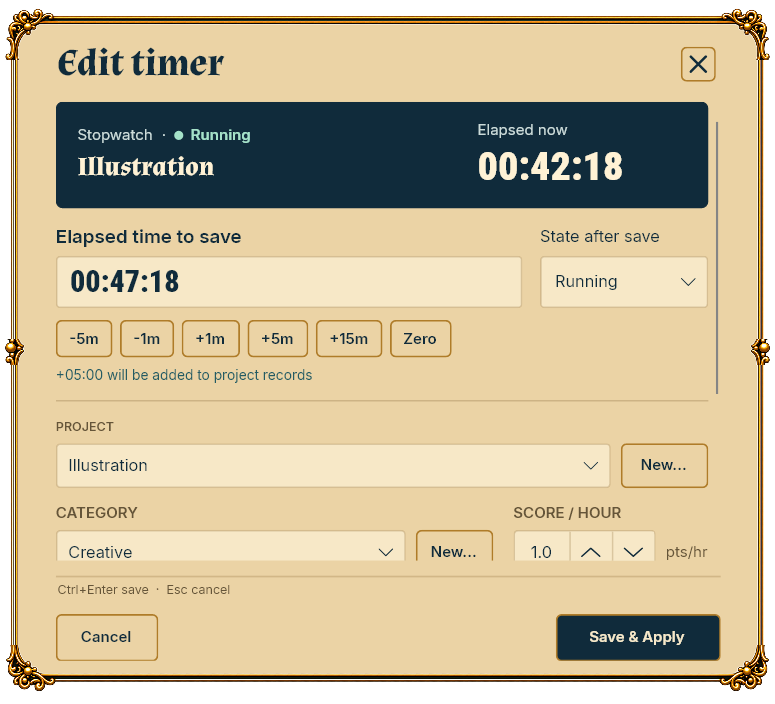 Edit timer
Stopwatch · ● Running
Illustration
Elapsed now
00:42:18
Elapsed time to save
State after save
00:47:18
Running
-5m -1m +1m +5m +15m Zero
+05:00 will be added to project records
PROJECT
Illustration
New...
CATEGORY
SCORE / HOUR
Creative
New...
1.0
pts/hr
Ctrl+Enter save · Esc cancel
Cancel
Save & Apply